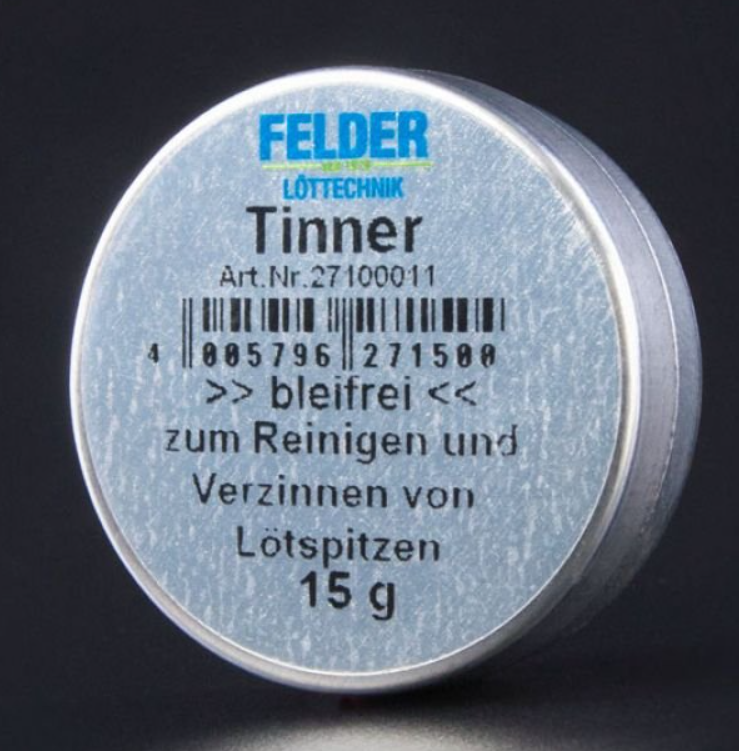 FELDER
LÖTTECHNIK
Tinner
Art.Nr.27100011
4 005796 271500
>> bleifrei <<
zum Reinigen und
Verzinnen von
Lötspitzen
15 g